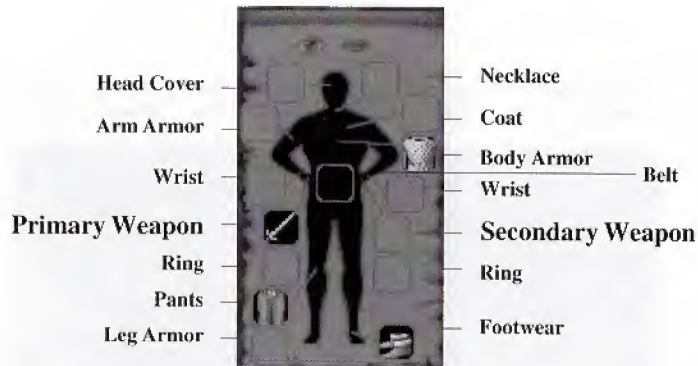 Head Cover
Arm Armor
Wrist
Primary Weapon
Ring
Pants
Leg Armor
Necklace
Coat
Body Armor
Belt
Wrist
Secondary Weapon
Ring
Footwear